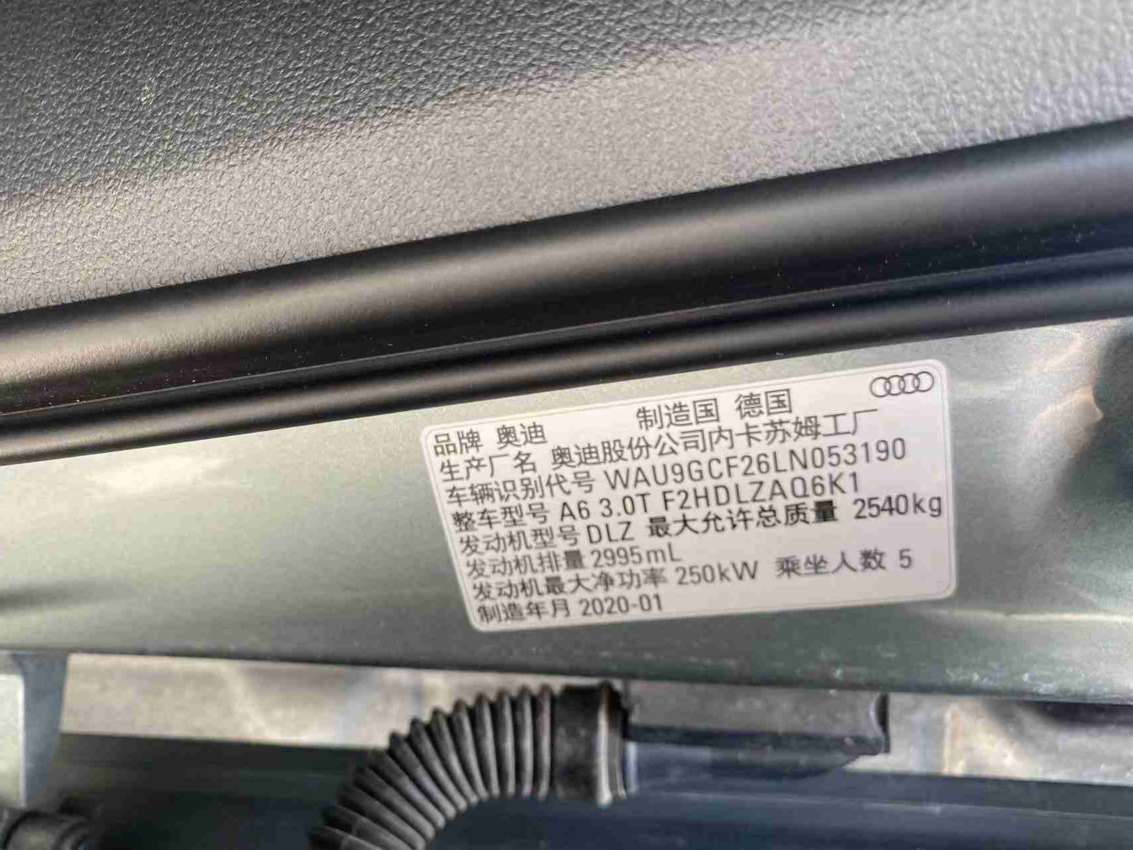 品牌 奥迪 制造国 德国
生产厂名 奥迪股份公司内卡苏姆工厂
车辆识别代号 WAU9GCF26LN053190
整车型号 A6 3.0T F2HDLZAQ6K1
发动机型号 DLZ 最大允许总质量 2540kg
发动机排量 2995mL
发动机最大净功率 250kW 乘坐人数 5
制造年月 2020-01